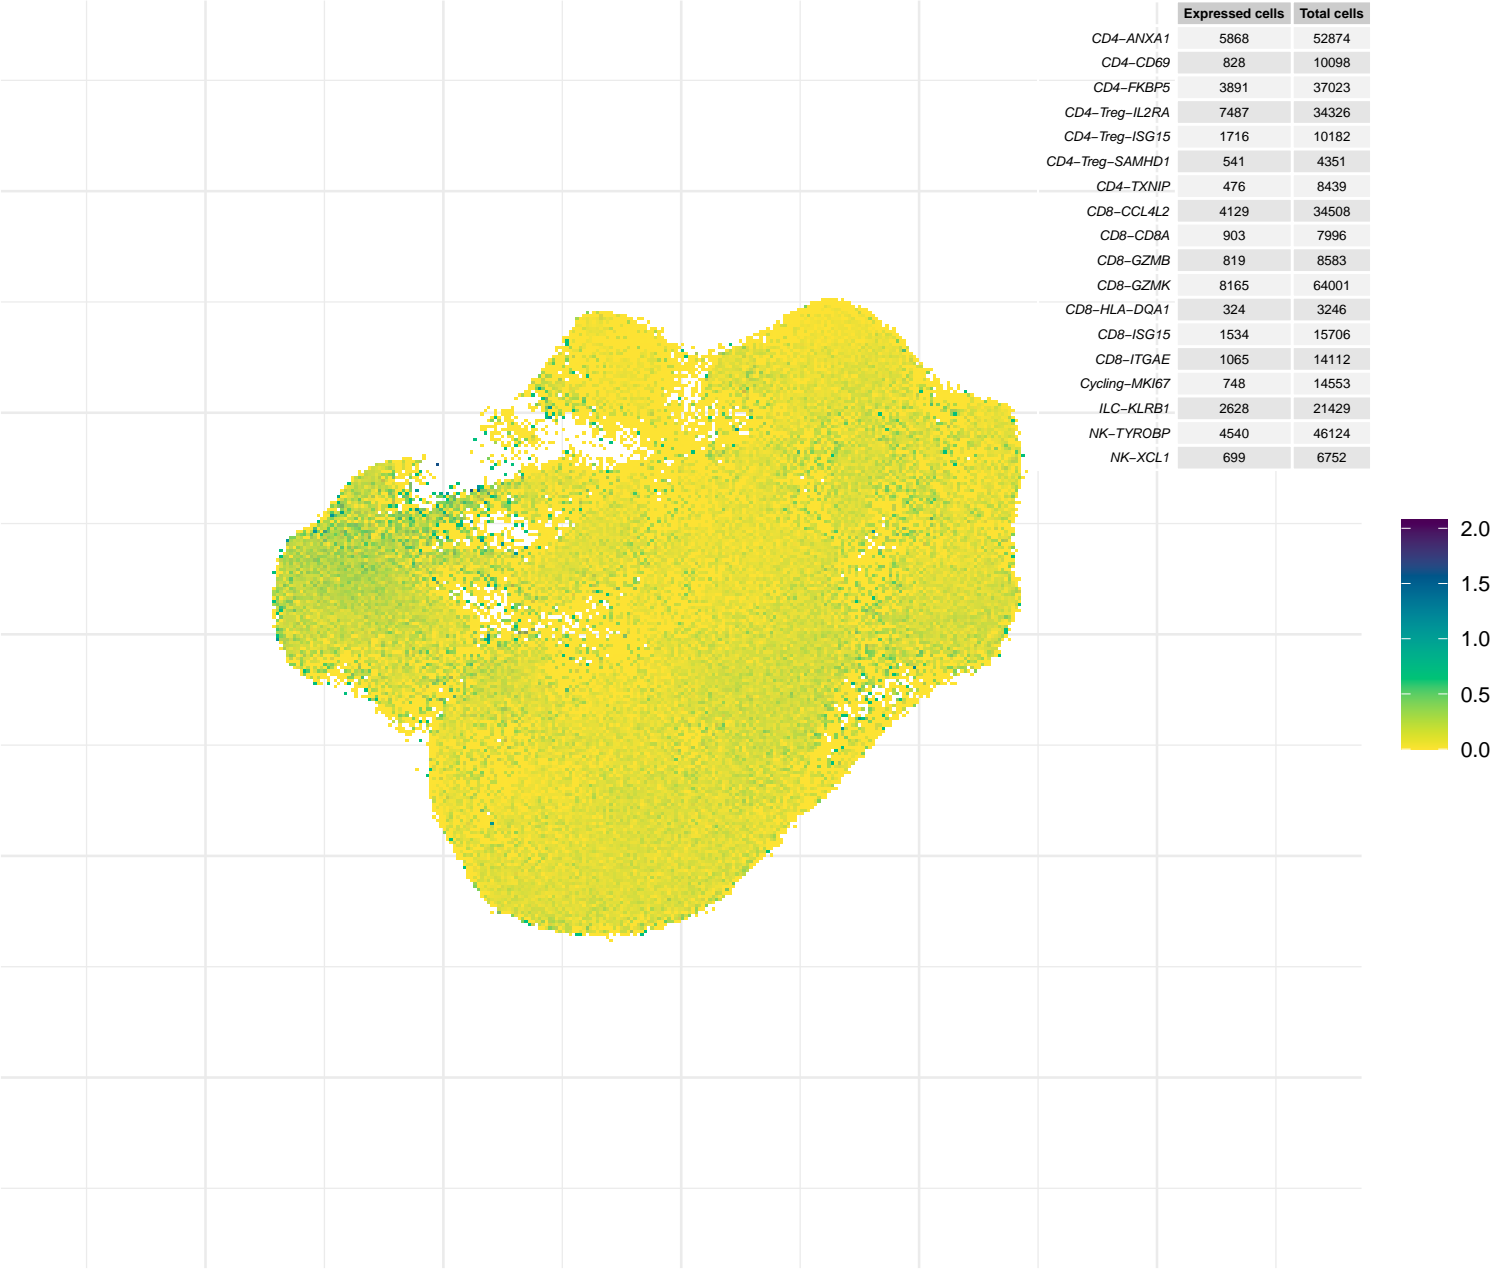 Expressed cells Total cells
CD4−ANXA1 5868 52874
CD4−CD69 828 10098
CD4−FKBP5 3891 37023
CD4−Treg−IL2RA 7487 34326
CD4−Treg−ISG15 1716 10182
CD4−Treg−SAMHD1 541 4351
CD4−TXNIP 476 8439
CD8−CCL4L2 4129 34508
CD8−CD8A 903 7996
CD8−GZMB 819 8583
CD8−GZMK 8165 64001
CD8−HLA−DQA1 324 3246
CD8−ISG15 1534 15706
CD8−ITGAE 1065 14112
Cycling−MKI67 748 14553
ILC−KLRB1 2628 21429
NK−TYROBP 4540 46124
NK−XCL1 699 6752
2.0
1.5
1.0
0.5
0.0